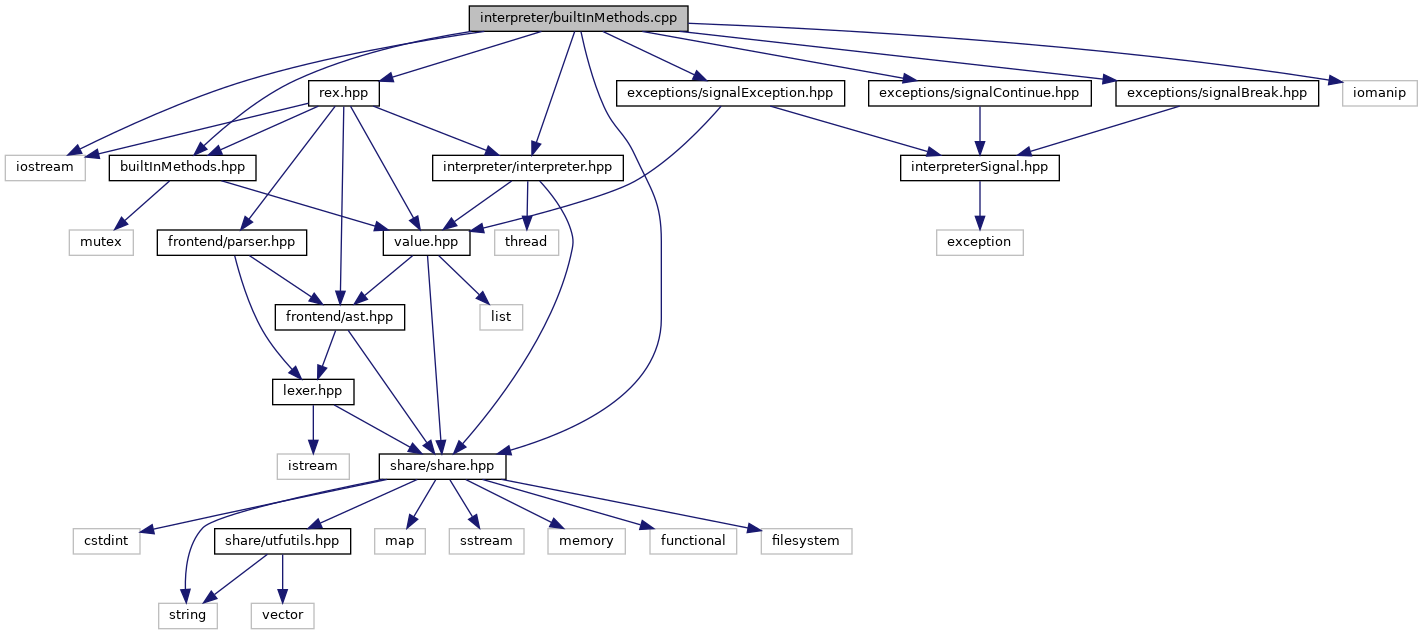 interpreter/builtInMethods.cpp
rex.hpp
exceptions/signalException.hpp
exceptions/signalContinue.hpp
exceptions/signalBreak.hpp
iomanip
iostream
builtInMethods.hpp
interpreter/interpreter.hpp
interpreterSignal.hpp
mutex
frontend/parser.hpp
value.hpp
thread
exception
frontend/ast.hpp
list
lexer.hpp
istream
share/share.hpp
cstdint
share/utfutils.hpp
map
sstream
memory
functional
filesystem
string
vector